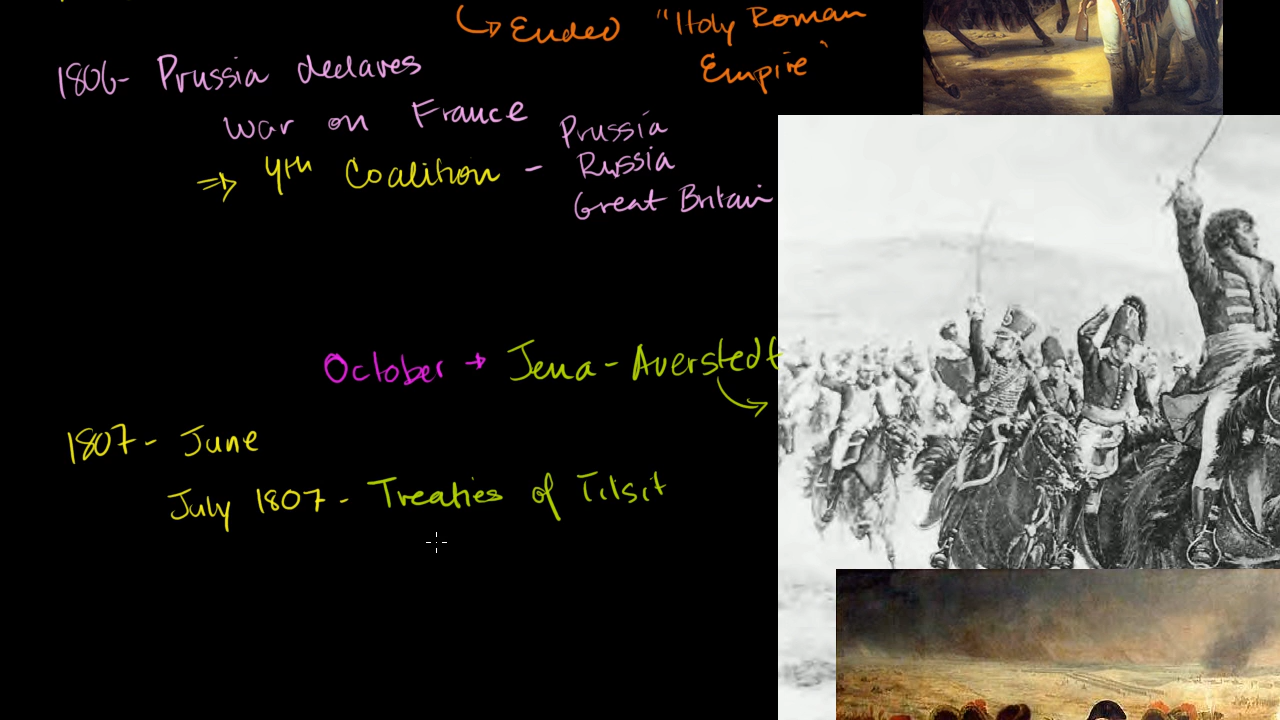 Ended "Holy Roman
Empire"
1806- Prussia declares
war on France
⇒ 4th Coalition - Prussia
Russia
Great Britain
October → Jena-Auerstedt
1807- June
July 1807 - Treaties of Tilsit